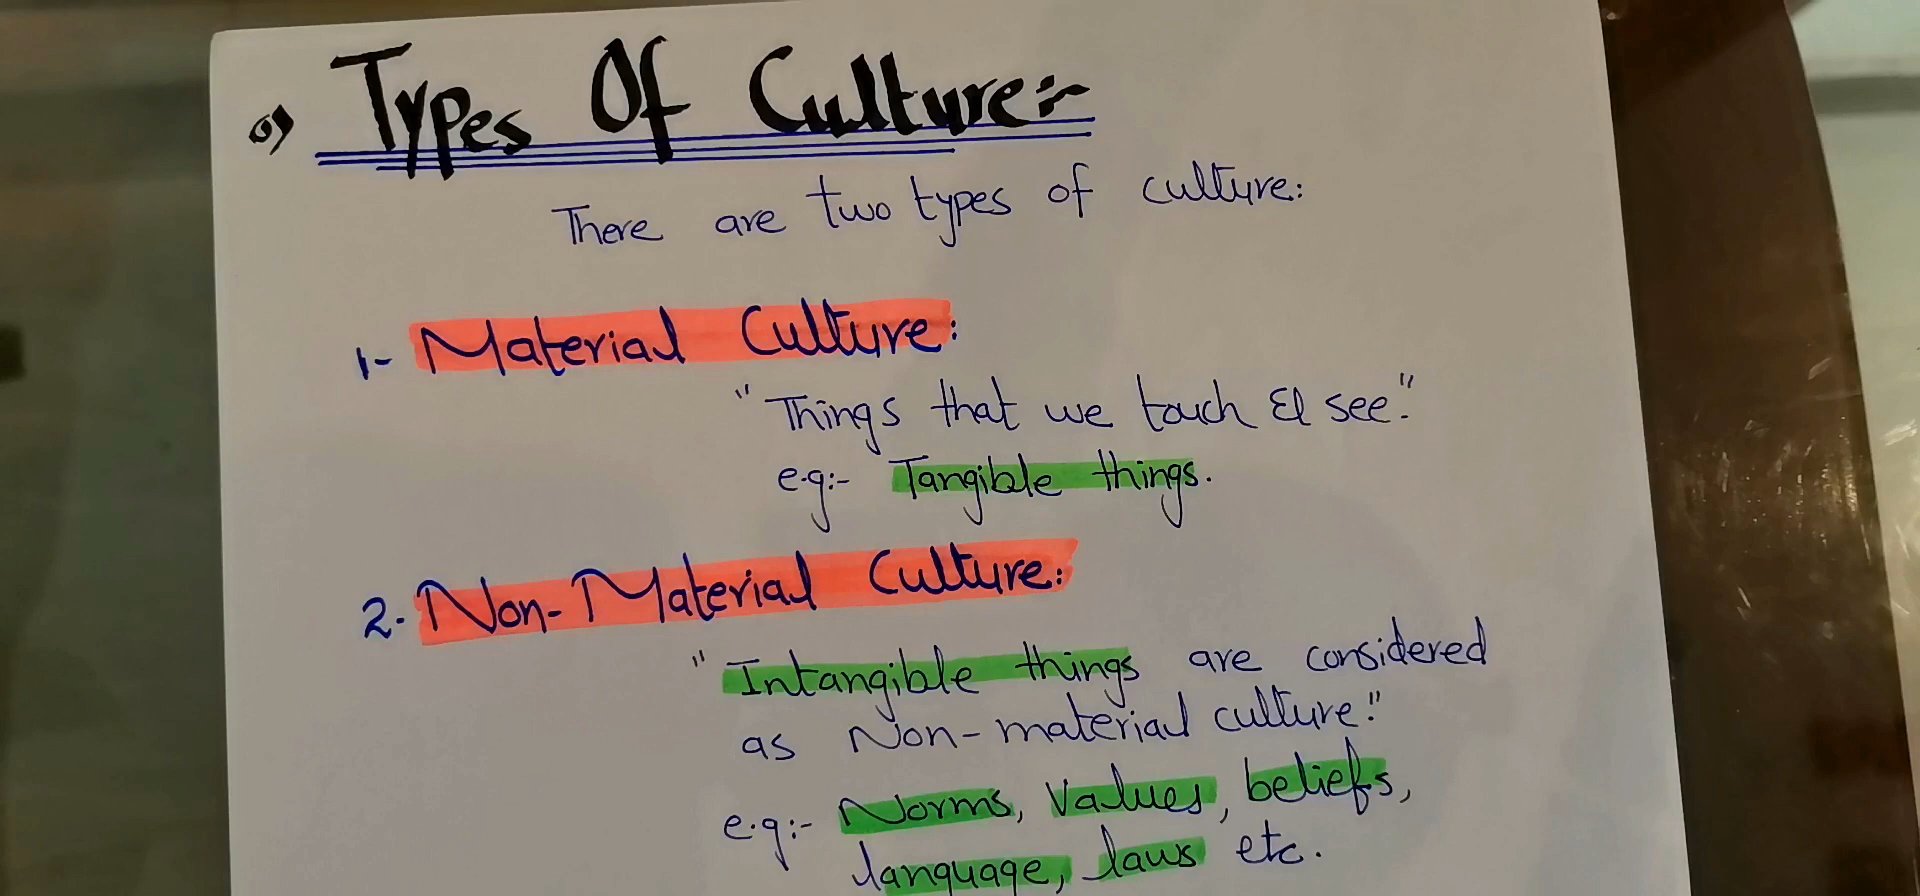 Types Of Culture:-
There are two types of culture:
1- Material Culture:
"Things that we touch & see."
e.g:- Tangible things.
2. Non-Material Culture:
"Intangible things are considered
as Non-material culture."
e.g:- Norms, Values, beliefs,
language, laws etc.